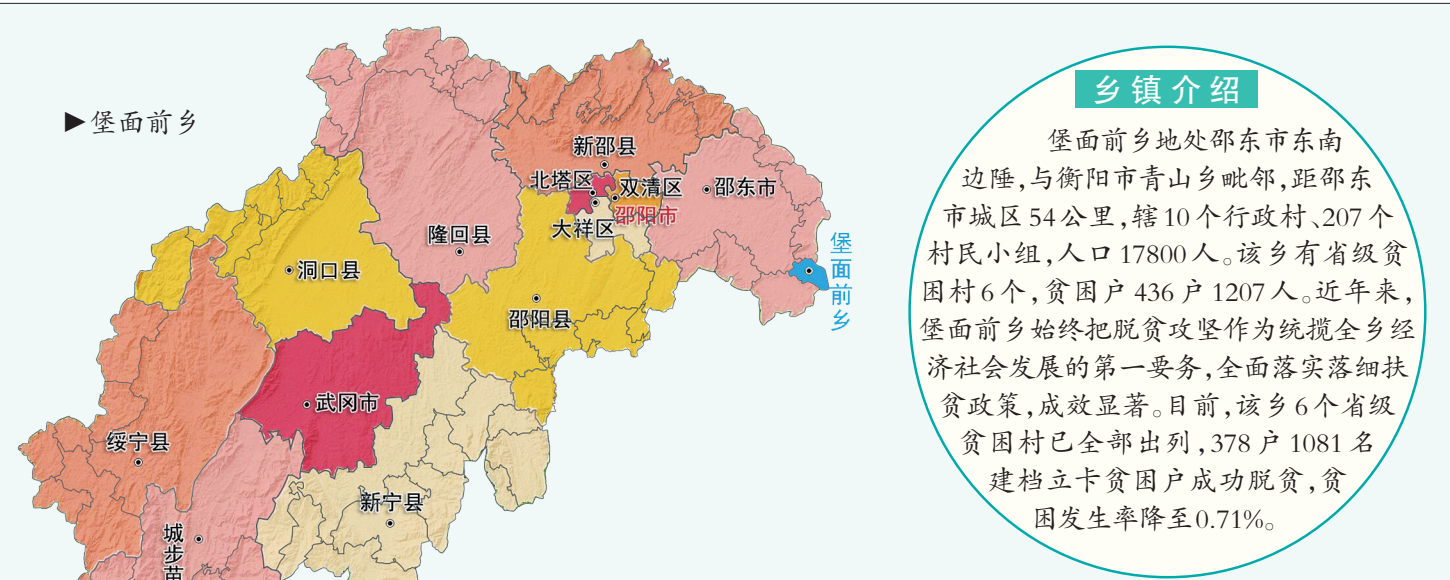 ▶堡面前乡
新邵县
北塔区
双清区
邵东市
邵阳市
大祥区
隆回县
堡面前乡
洞口县
邵阳县
武冈市
绥宁县
新宁县
城步苗
乡镇介绍
堡面前乡地处邵东市东南
边陲,与衡阳市青山乡毗邻,距邵东
市城区54公里,辖10个行政村、207个
村民小组,人口17800人。该乡有省级贫
困村6个,贫困户436户1207人。近年来,
堡面前乡始终把脱贫攻坚作为统揽全乡经
济社会发展的第一要务,全面落实落细扶
贫政策,成效显著。目前,该乡6个省级
贫困村已全部出列,378户1081名
建档立卡贫困户成功脱贫,贫
困发生率降至0.71%。